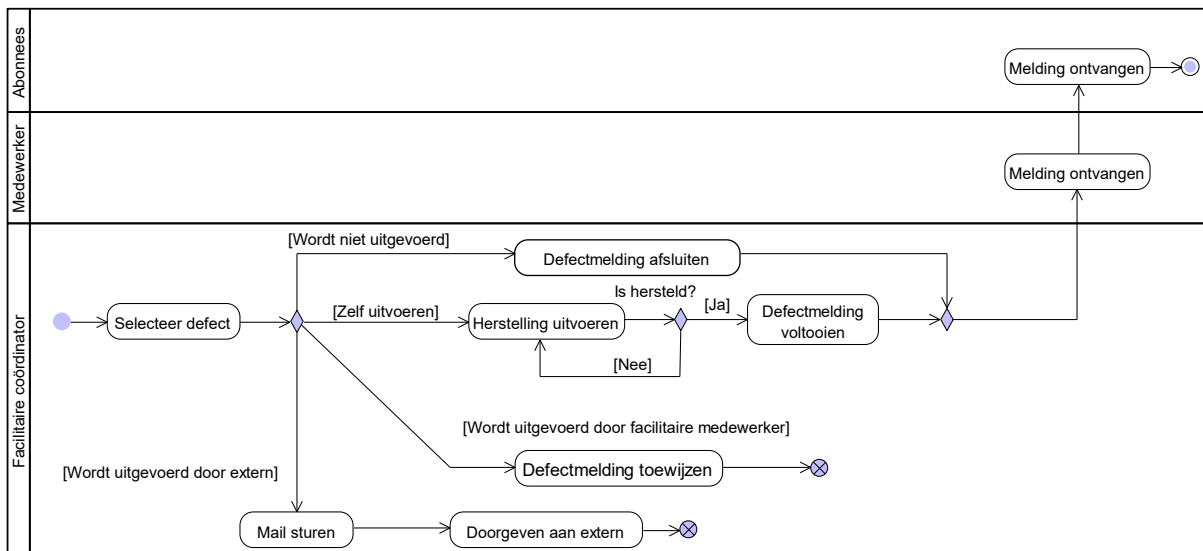 Abonnees
Melding ontvangen
Medewerker
Melding ontvangen
Facilitaire coördinator
[Wordt niet uitgevoerd]
Defectmelding afsluiten
Is hersteld?
Selecteer defect
[Zelf uitvoeren]
Herstelling uitvoeren
[Ja]
Defectmelding
voltooien
[Nee]
[Wordt uitgevoerd door facilitaire medewerker]
[Wordt uitgevoerd door extern]
Defectmelding toewijzen
Mail sturen
Doorgeven aan extern